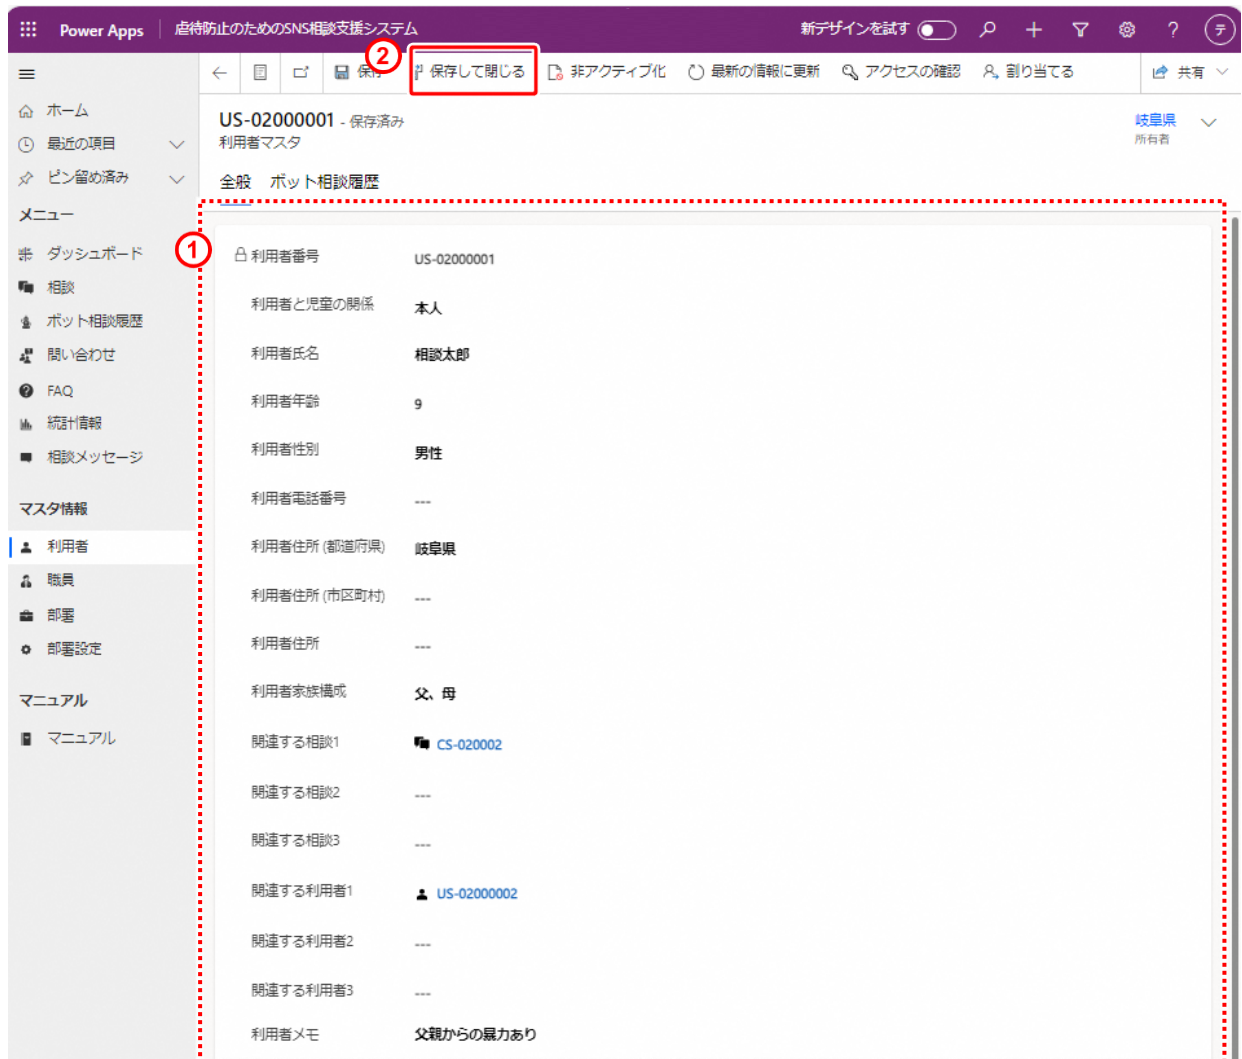 Power Apps 虐待防止のためのSNS相談支援システム 新デザインを試す ? テ
2
保存 保存して閉じる 非アクティブ化 最新の情報に更新 アクセスの確認 割り当てる 共有
ホーム
最近の項目
ピン留め済み
メニュー
ダッシュボード
相談
ボット相談履歴
問い合わせ
FAQ
統計情報
相談メッセージ
マスタ情報
利用者
職員
部署
部署設定
マニュアル
マニュアル
US-02000001 - 保存済み
利用者マスタ
岐阜県
所有者
全般 ボット相談履歴
1
利用者番号 US-02000001
利用者と児童の関係 本人
利用者氏名 相談太郎
利用者年齢 9
利用者性別 男性
利用者電話番号 ---
利用者住所 (都道府県) 岐阜県
利用者住所 (市区町村) ---
利用者住所 ---
利用者家族構成 父、母
関連する相談1 CS-020002
関連する相談2 ---
関連する相談3 ---
関連する利用者1 US-02000002
関連する利用者2 ---
関連する利用者3 ---
利用者メモ 父親からの暴力あり